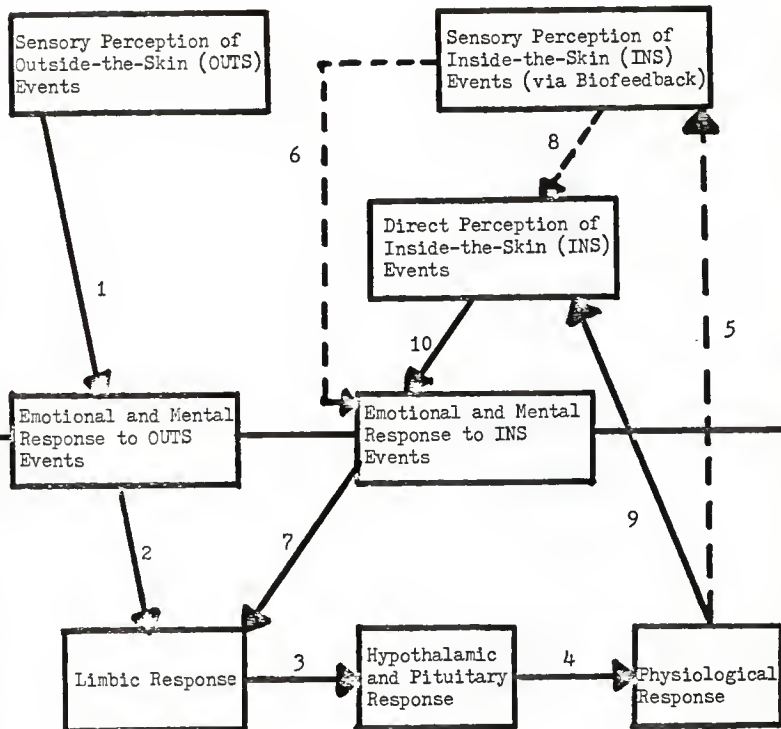 Sensory Perception of
Outside-the-Skin (OUTS)
Events
Sensory Perception of
Inside-the-Skin (INS)
Events (via Biofeedback)
6
8
Direct Perception of
Inside-the-Skin (INS)
Events
1
10
5
Emotional and Mental
Response to OUTS
Events
Emotional and Mental
Response to INS
Events
2
7
9
Limbic Response
3
Hypothalamic
and Pituitary
Response
4
Physiological
Response